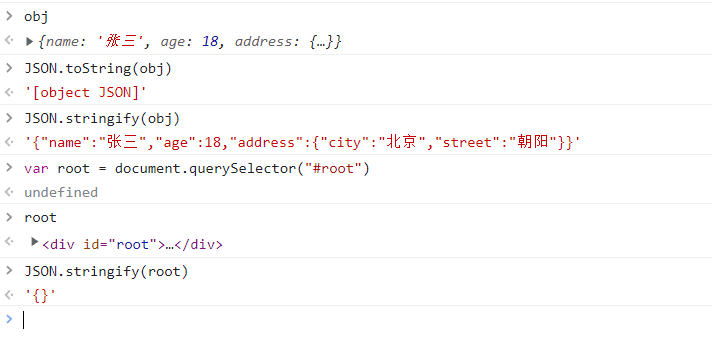 obj
{name: '张三', age: 18, address: {…}}
JSON.toString(obj)
'[object JSON]'
JSON.stringify(obj)
'{"name":"张三","age":18,"address":{"city":"北京","street":"朝阳"}}'
var root = document.querySelector("#root")
undefined
root
<div id="root">…</div>
JSON.stringify(root)
'{}'